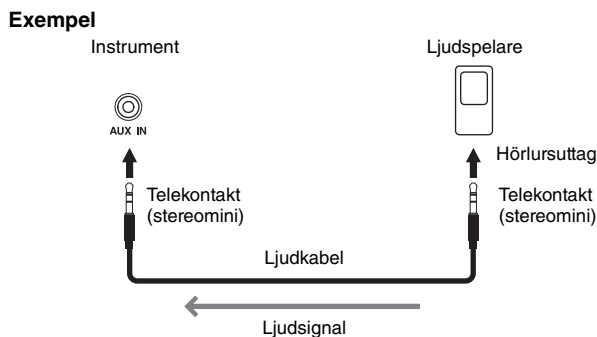 Exempel
Instrument
Ljudspelare
AUX IN
Hörlursuttag
Telekontakt
(stereomini)
Telekontakt
(stereomini)
Ljudkabel
Ljudsignal